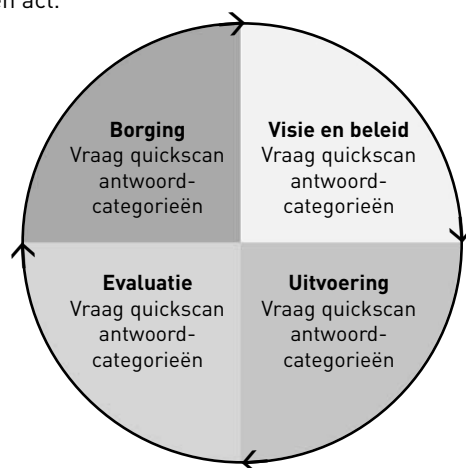 en act.
Borging
Vraag quickscan
antwoord-
categorieën
Visie en beleid
Vraag quickscan
antwoord-
categorieën
Evaluatie
Vraag quickscan
antwoord-
categorieën
Uitvoering
Vraag quickscan
antwoord-
categorieën